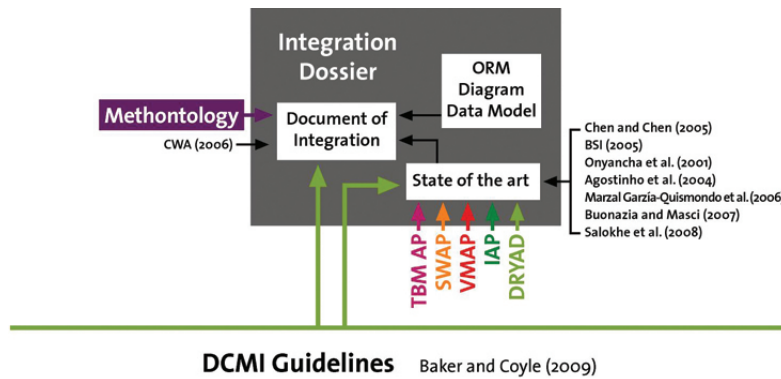 Integration
Dossier
ORM
Diagram
Data Model
Methontology
Document of
Integration
CWA (2006)
Chen and Chen (2005)
BSI (2005)
Onyancha et al. (2001)
Agostinho et al. (2004)
Marzal Garzía-Quismondo et al. (2006
Buonazia and Masci (2007)
Salokhe et al. (2008)
State of the art
TBM AP
SWAP
VMAP
IAP
DRYAD
DCMI Guidelines Baker and Coyle (2009)